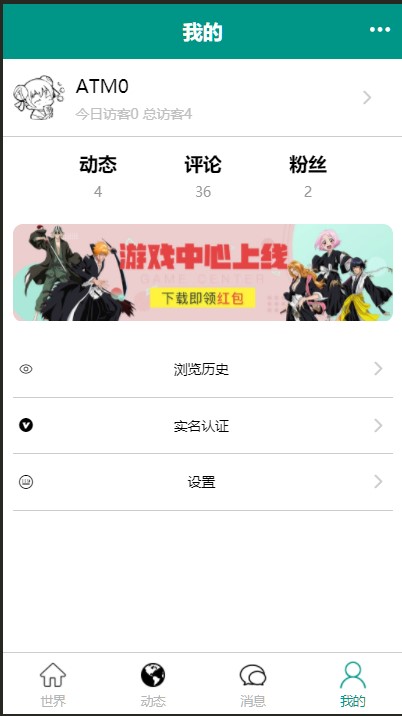 我的
ATM0
今日访客0 总访客4
动态 评论 粉丝
4 36 2
游戏中心上线
GAME CENTER
下载即领红包
浏览历史
实名认证
设置
世界 动态 消息 我的